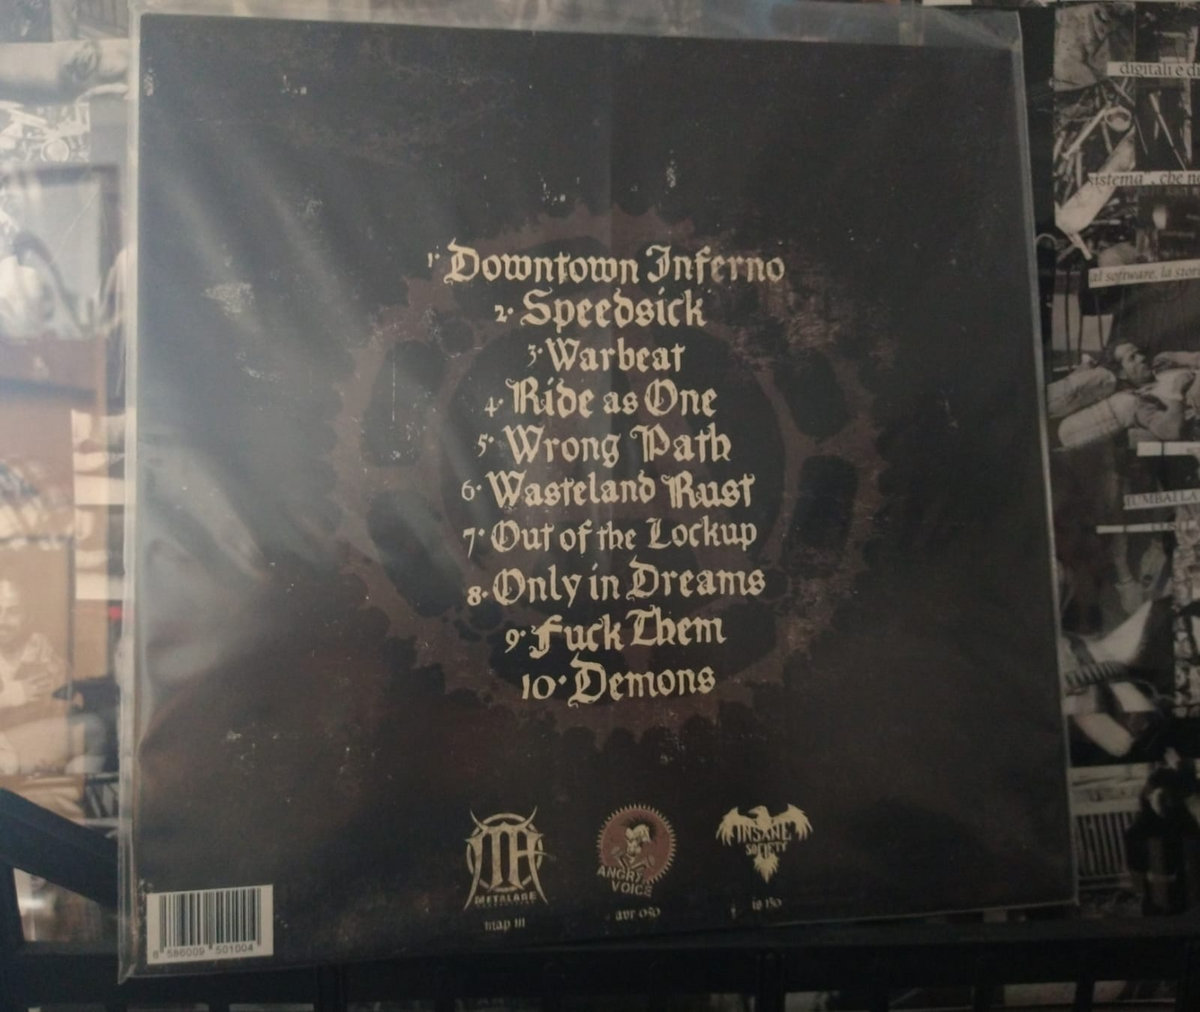 digitali e d
sistema", che ne
al software, la stor
1· Downtown Inferno
2· Speedsick
3· Warbeat
4· Ride as One
5· Wrong Path
6· Wasteland Rust
7· Out of the Lockup
8· Only in Dreams
9· Fuck Them
10· Demons
METALAGE
map 111
ANGRY
VOICE
avr 050
INSANE
SOCIETY
is 150
8 586009 501004